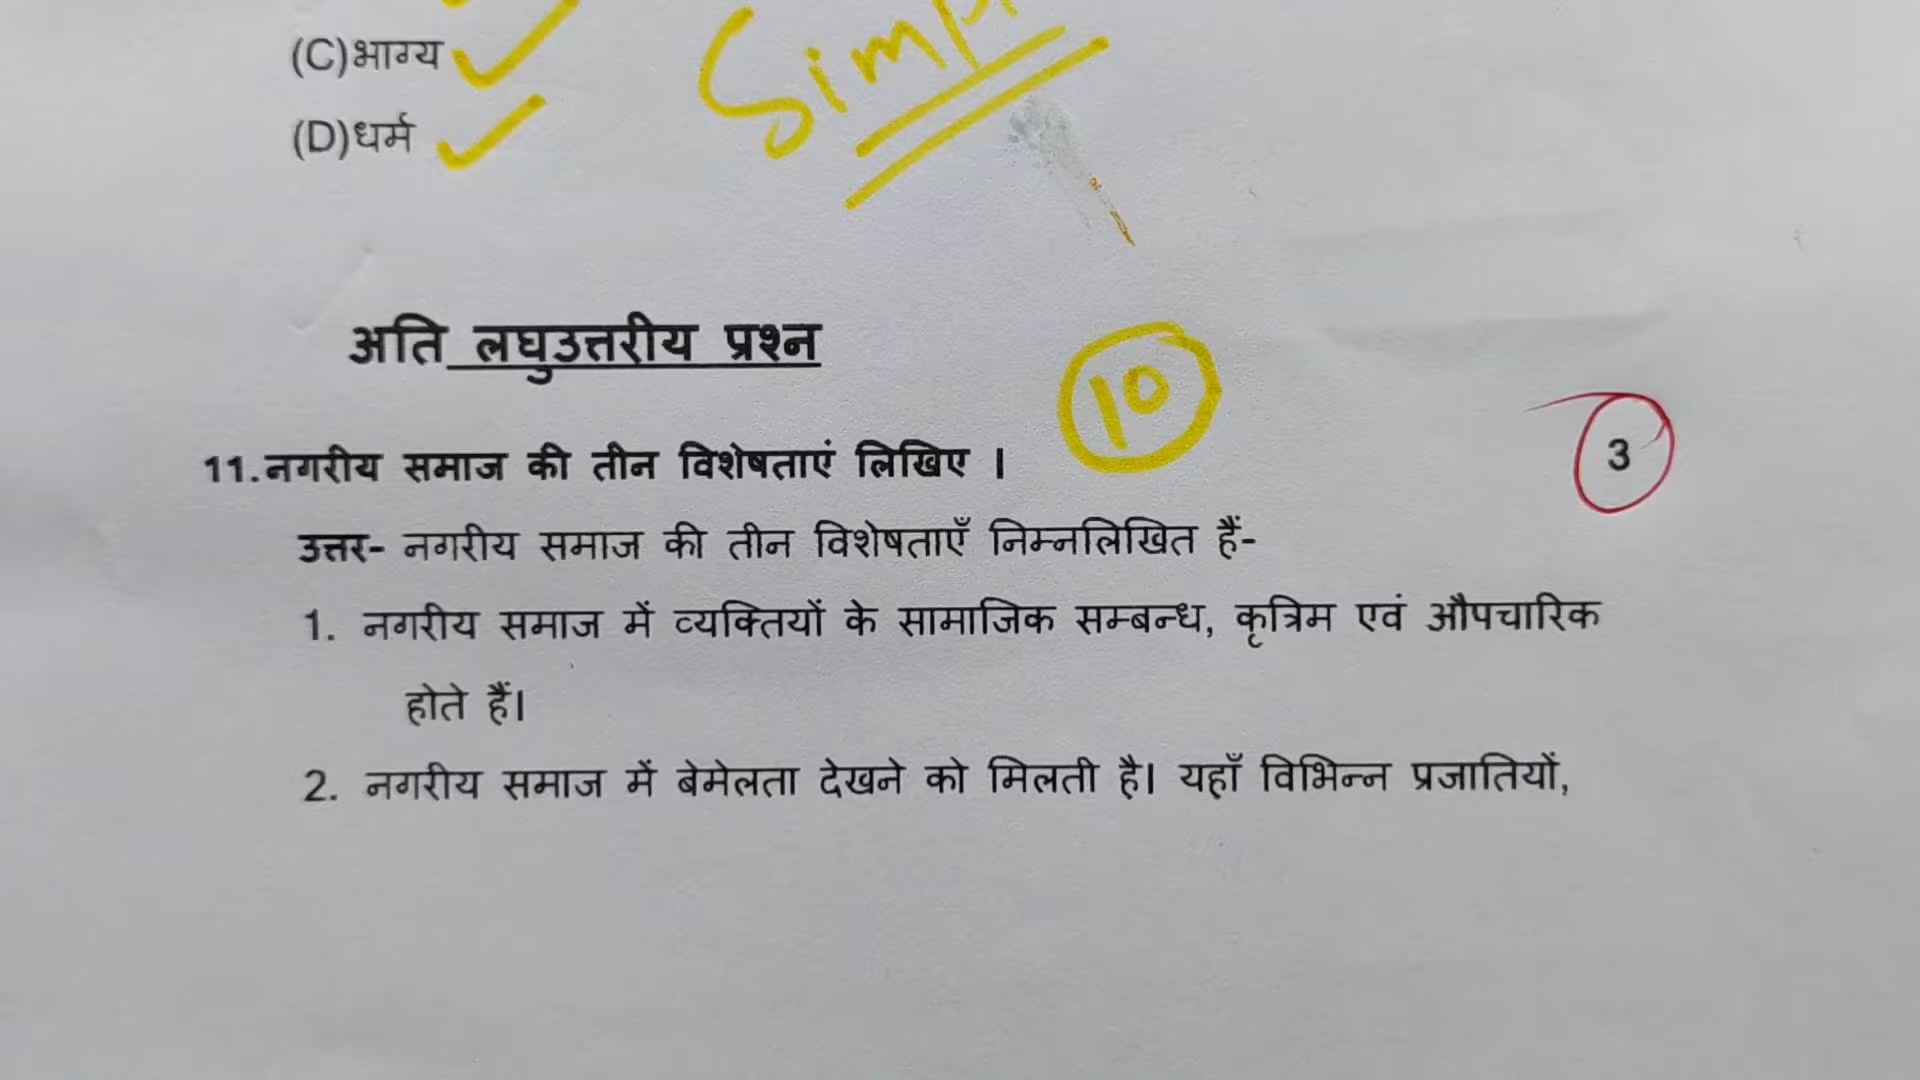 (C)भाग्य
(D)धर्म
अति लघुउत्तरीय प्रश्न
10
11.नगरीय समाज की तीन विशेषताएं लिखिए ।
3
उत्तर- नगरीय समाज की तीन विशेषताएँ निम्नलिखित हैं-
1. नगरीय समाज में व्यक्तियों के सामाजिक सम्बन्ध, कृत्रिम एवं औपचारिक
होते हैं।
2. नगरीय समाज में बेमेलता देखने को मिलती है। यहाँ विभिन्न प्रजातियों,